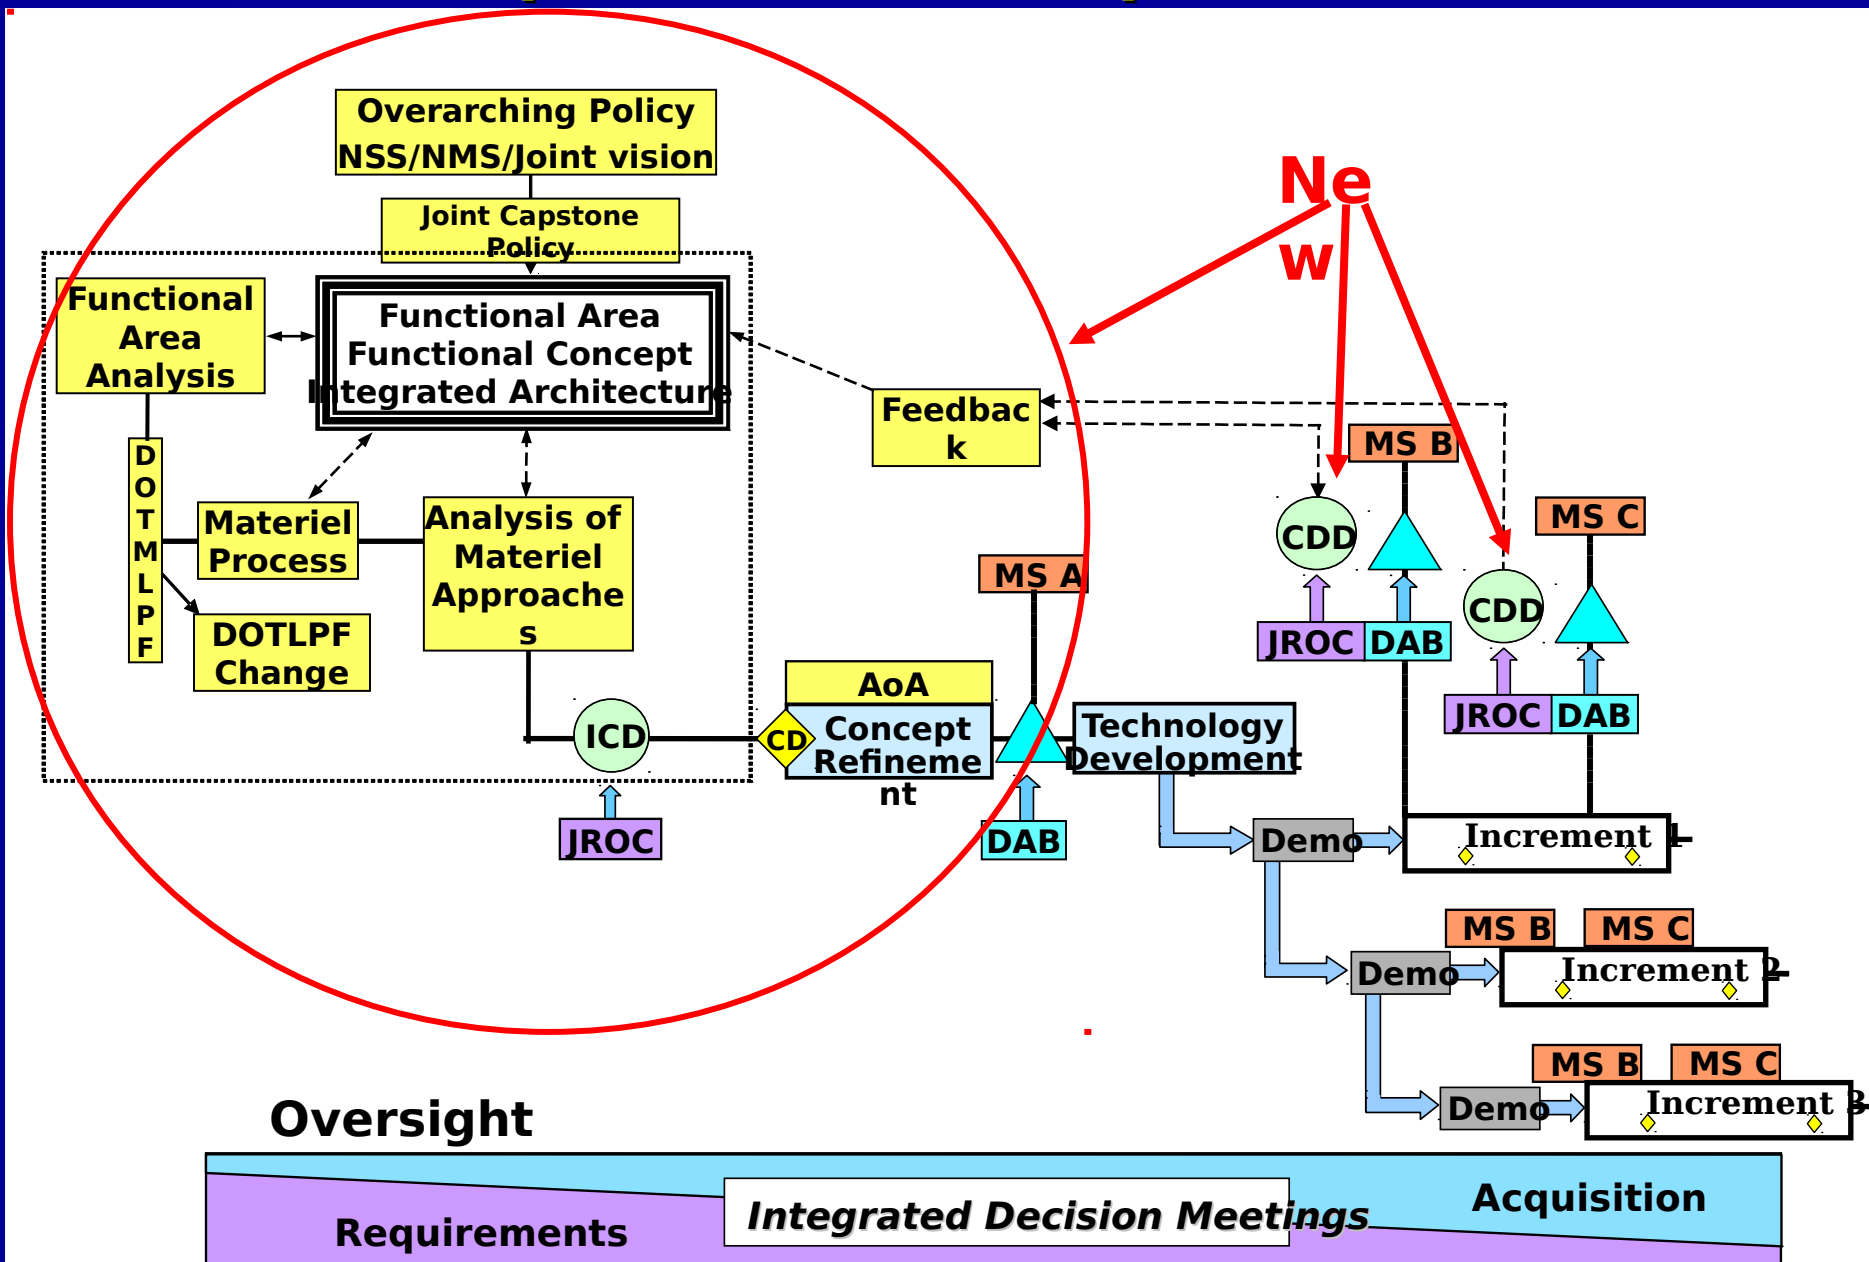 Overarching Policy
NSS/NMS/Joint vision
Joint Capstone
Policy
Ne
w
Functional
Area
Analysis
Functional Area
Functional Concept
Integrated Architecture
Feedbac
k
D
O
T
M
L
P
F
Materiel
Process
Analysis of
Materiel
Approache
s
DOTLPF
Change
MS A
MS B
MS C
CDD
CDD
JROC
DAB
JROC
DAB
ICD
CD
AoA
Concept
Refineme
nt
Technology
Development
JROC
DAB
Demo
Increment 1
MS B
MS C
Demo
Increment 2
MS B
MS C
Demo
Increment 3
Oversight
Requirements
Integrated Decision Meetings
Acquisition